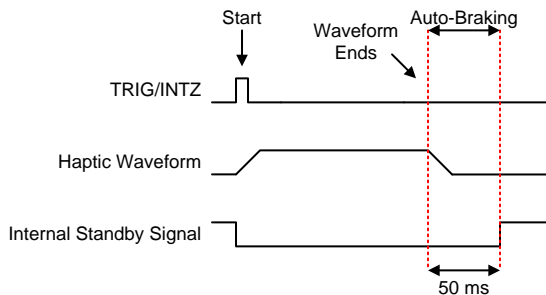 Start
Auto-Braking
Waveform
Ends
TRIG/INTZ
Haptic Waveform
Internal Standby Signal
50 ms